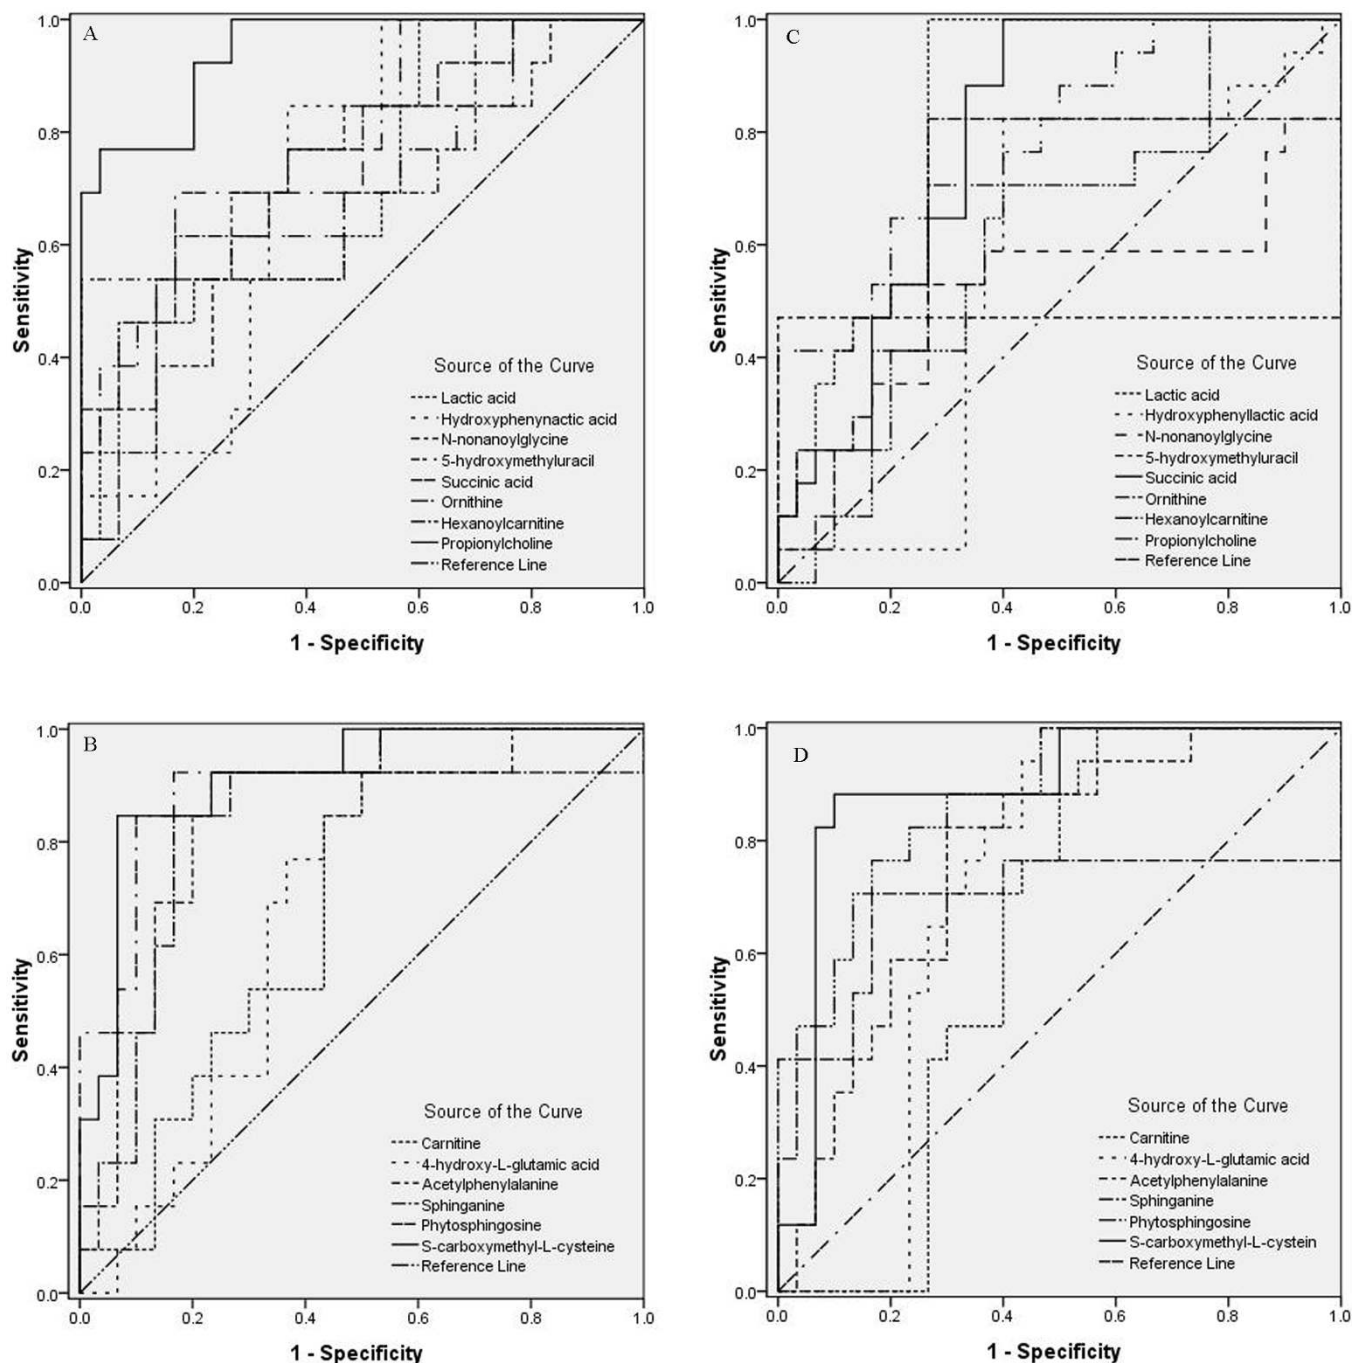 A
1.0
0.8
0.6
0.4
0.2
0.0
Sensitivity
Source of the Curve
Lactic acid
Hydroxyphenynactic acid
N-nonanoylglycine
5-hydroxymethyluracil
Succinic acid
Ornithine
Hexanoylcarnitine
Propionylcholine
Reference Line
0.0 0.2 0.4 0.6 0.8 1.0
1 - Specificity
C
1.0
0.8
0.6
0.4
0.2
0.0
Sensitivity
Source of the Curve
Lactic acid
Hydroxyphenyllactic acid
N-nonanoylglycine
5-hydroxymethyluracil
Succinic acid
Ornithine
Hexanoylcarnitine
Propionylcholine
Reference Line
0.0 0.2 0.4 0.6 0.8 1.0
1 - Specificity
B
1.0
0.8
0.6
0.4
0.2
0.0
Sensitivity
Source of the Curve
Carnitine
4-hydroxy-L-glutamic acid
Acetylphenylalanine
Sphinganine
Phytosphingosine
S-carboxymethyl-L-cysteine
Reference Line
0.0 0.2 0.4 0.6 0.8 1.0
1 - Specificity
D
1.0
0.8
0.6
0.4
0.2
0.0
Sensitivity
Source of the Curve
Carnitine
4-hydroxy-L-glutamic acid
Acetylphenylalanine
Sphinganine
Phytosphingosine
S-carboxymethyl-L-cystein
Reference Line
0.0 0.2 0.4 0.6 0.8 1.0
1 - Specificity